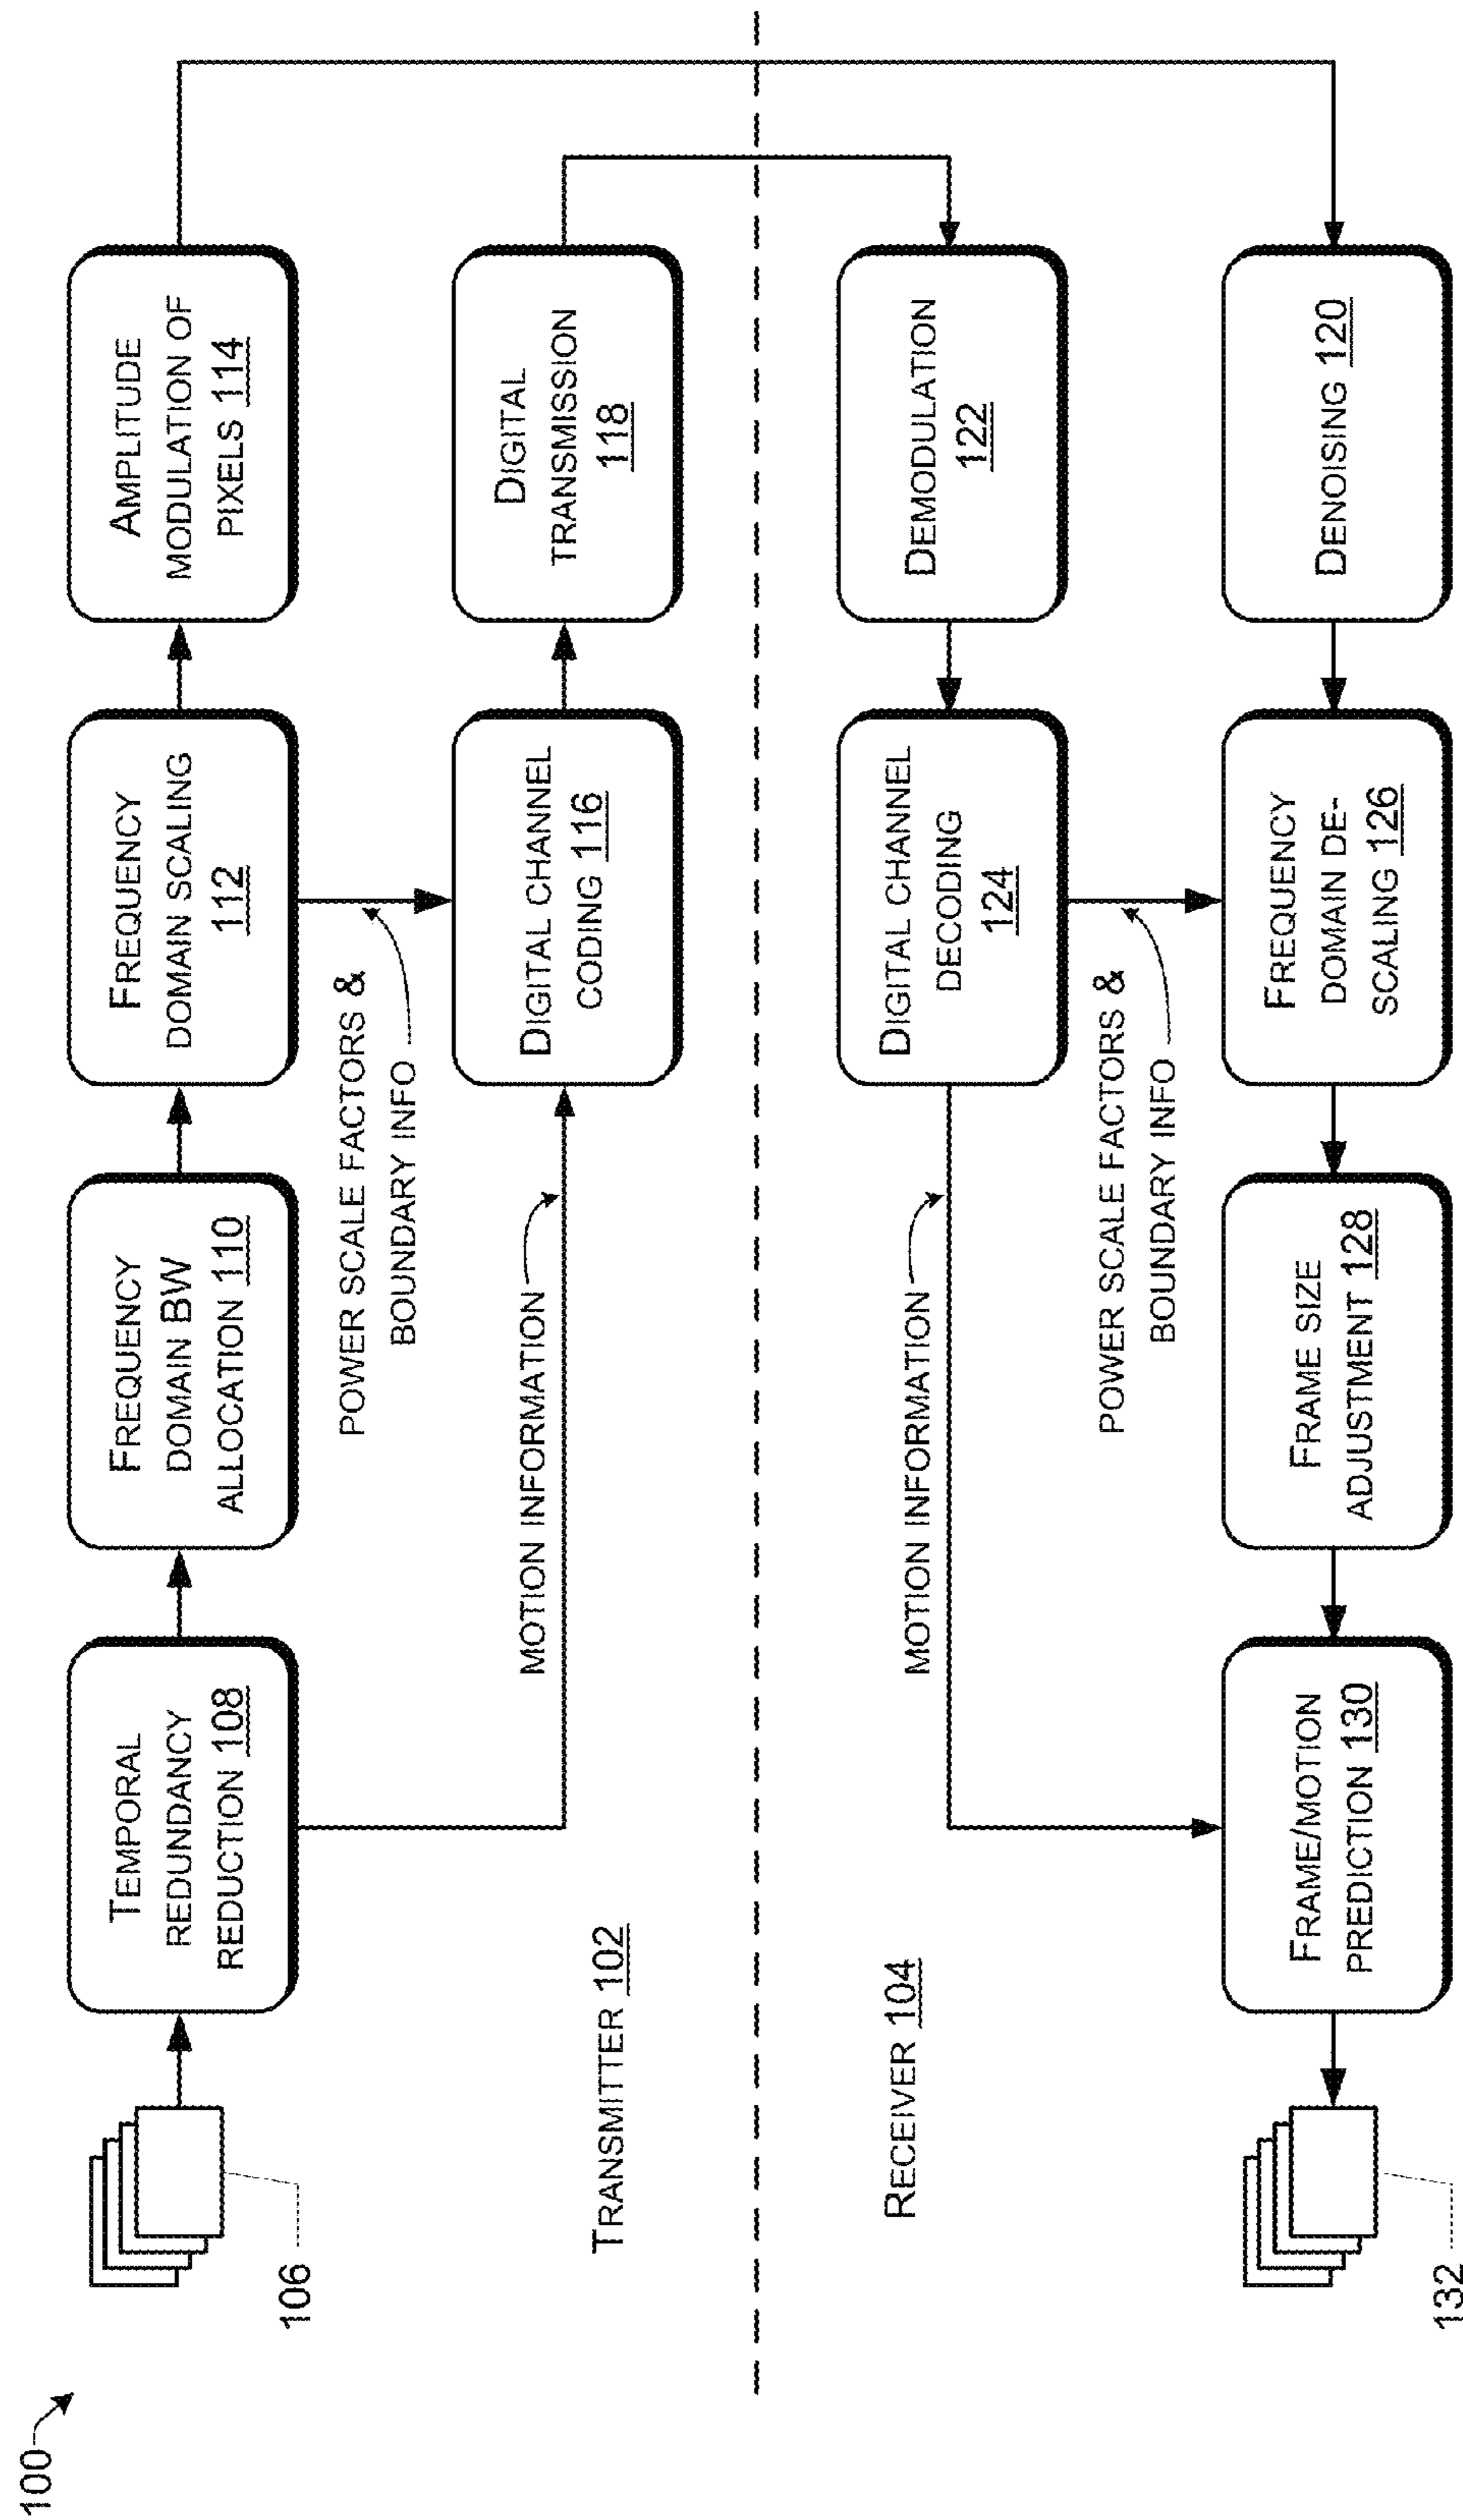 100
106
TEMPORAL
REDUNDANCY
REDUCTION 108
FREQUENCY
DOMAIN BW
ALLOCATION 110
FREQUENCY
DOMAIN SCALING
112
AMPLITUDE
MODULATION OF
PIXELS 114
POWER SCALE FACTORS &
BOUNDARY INFO
MOTION INFORMATION
DIGITAL CHANNEL
CODING 116
DIGITAL
TRANSMISSION
118
TRANSMITTER 102
RECEIVER 104
MOTION INFORMATION
DIGITAL CHANNEL
DECODING
124
DEMODULATION
122
POWER SCALE FACTORS &
BOUNDARY INFO
132
FRAME/MOTION
PREDICTION 130
FRAME SIZE
ADJUSTMENT 128
FREQUENCY
DOMAIN DE-
SCALING 126
DENOISING 120